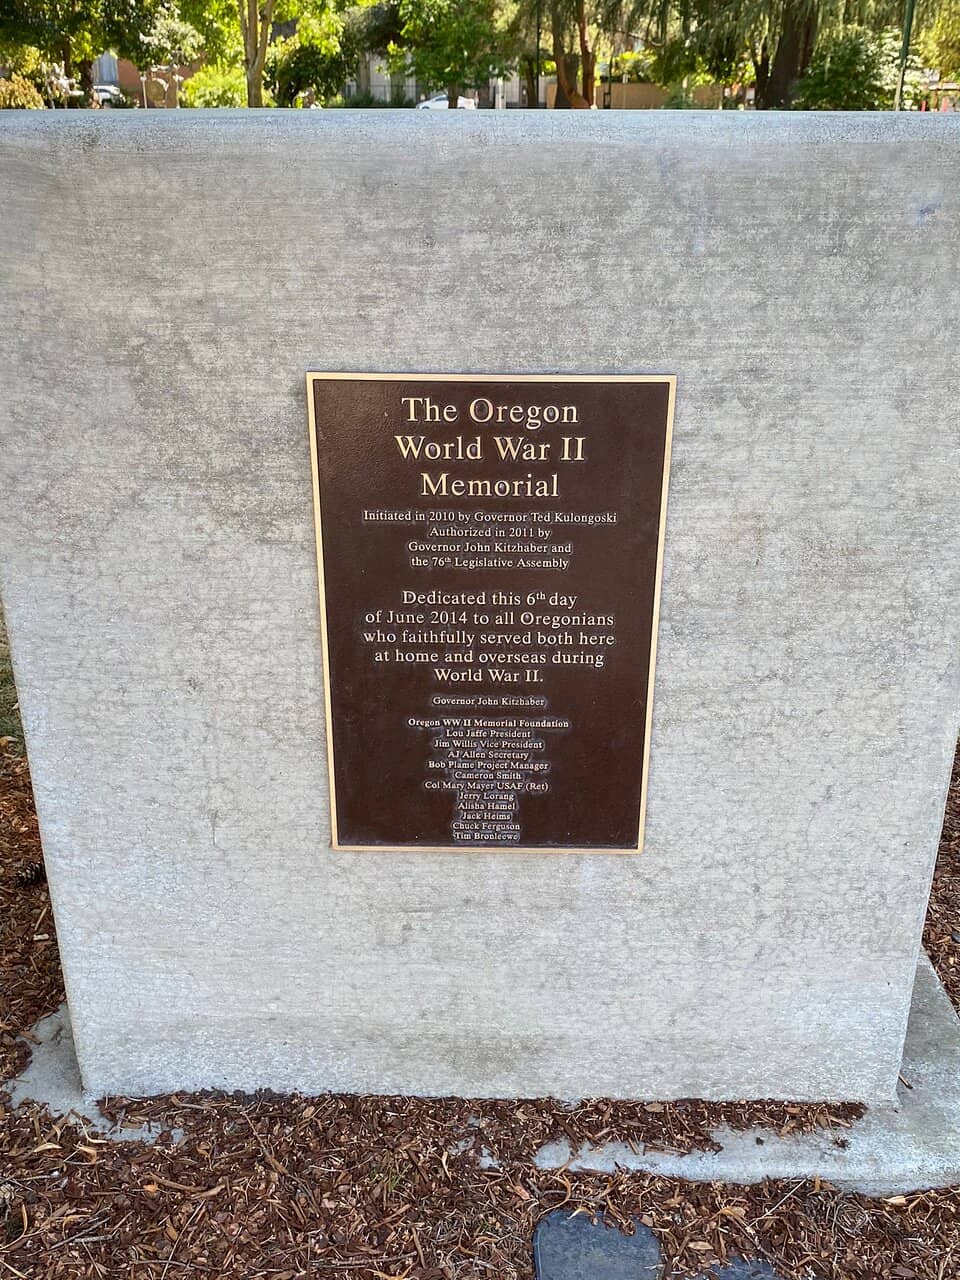 The Oregon
World War II
Memorial
Initiated in 2010 by Governor Ted Kulongoski
Authorized in 2011 by
Governor John Kitzhaber and
the 76th Legislative Assembly
Dedicated this 6th day
of June 2014 to all Oregonians
who faithfully served both here
at home and overseas during
World War II.
Governor John Kitzhaber
Oregon WW II Memorial Foundation
Lou Jaffe President
Jim Willis Vice President
AJ Allen Secretary
Bob Plame Project Manager
Cameron Smith
Col Mary Mayer USAF (Ret)
Jerry Lorang
Alisha Hamel
Jack Heims
Chuck Ferguson
Tim Bronleewe